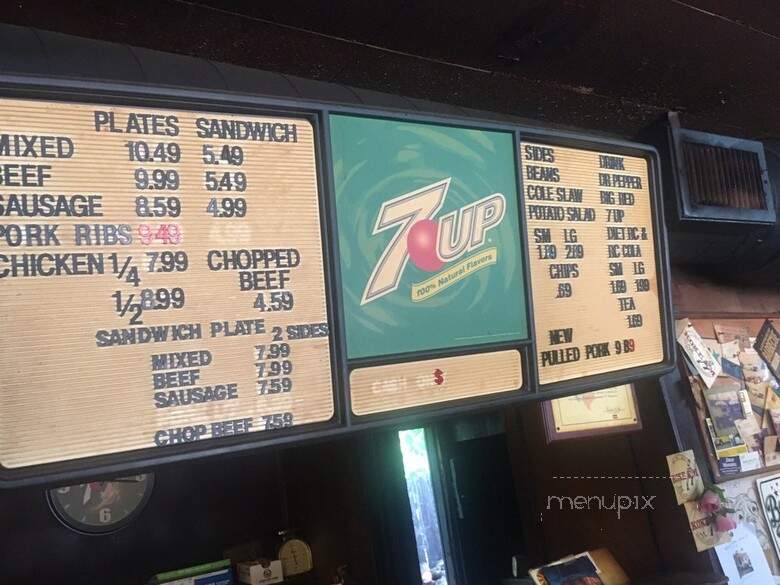 PLATES SANDWICH
MIXED 10.49 5.49
BEEF 9.99 5.49
SAUSAGE 8.59 4.99
PORK RIBS 9.49
CHICKEN 1/4 7.99 CHOPPED
BEEF
1/2 8.99 4.59
SANDWICH PLATE 2 SIDES
MIXED 7.99
BEEF 7.99
SAUSAGE 7.59
CHOP BEEF 7.59
7UP
100% Natural Flavors
$
SIDES DRINK
BEANS DR PEPPER
COLE SLAW BIG RED
POTATO SALAD 7 UP
SM LG DIET RC &
1.89 2.89 RC COLA
CHIPS SM LG
.69 1.89 1.99
TEA
1.69
NEW
PULLED PORK 9 89
6
menupix